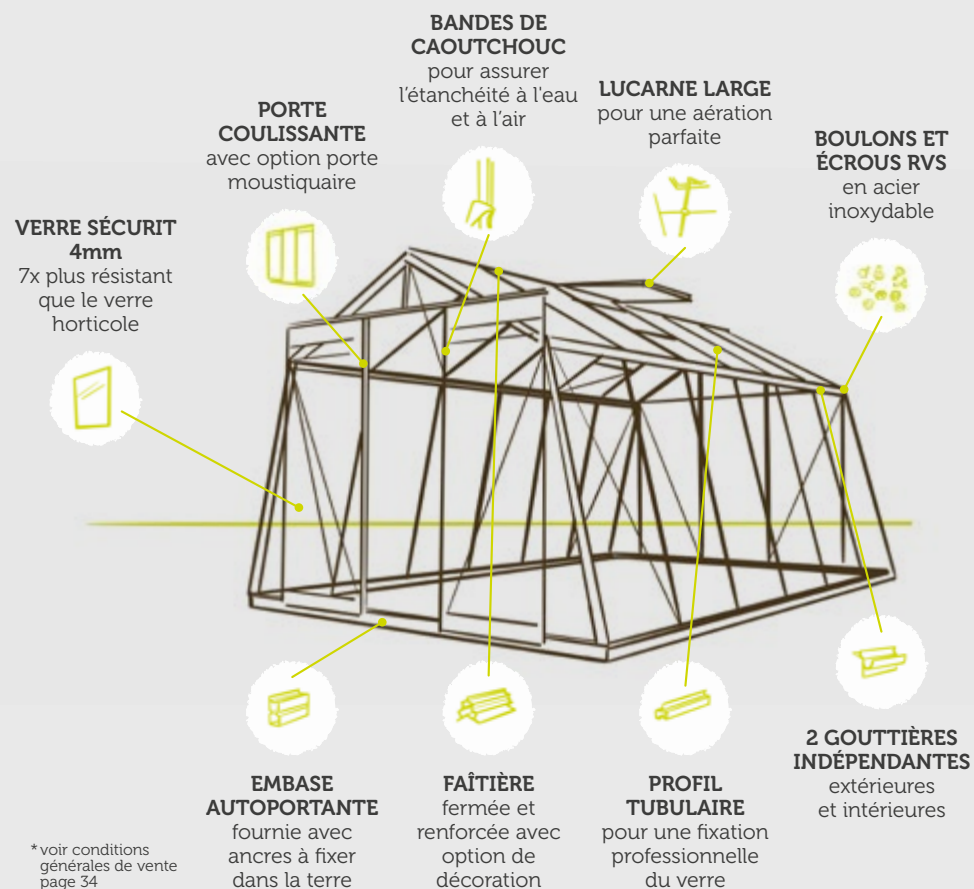 BANDES DE
CAOUTCHOUC
pour assurer
l'étanchéité à l'eau
et à l'air
LUCARNE LARGE
pour une aération
parfaite
PORTE
COULISSANTE
avec option porte
moustiquaire
BOULONS ET
ÉCROUS RVS
en acier
inoxydable
VERRE SÉCURIT
4mm
7x plus résistant
que le verre
horticole
2 GOUTTIÈRES
INDÉPENDANTES
extérieures
et intérieures
EMBASE
AUTOPORTANTE
fournie avec
ancres à fixer
dans la terre
FAÎTIÈRE
fermée et
renforcée avec
option de
décoration
PROFIL
TUBULAIRE
pour une fixation
professionnelle
du verre
* voir conditions
générales de vente
page 34